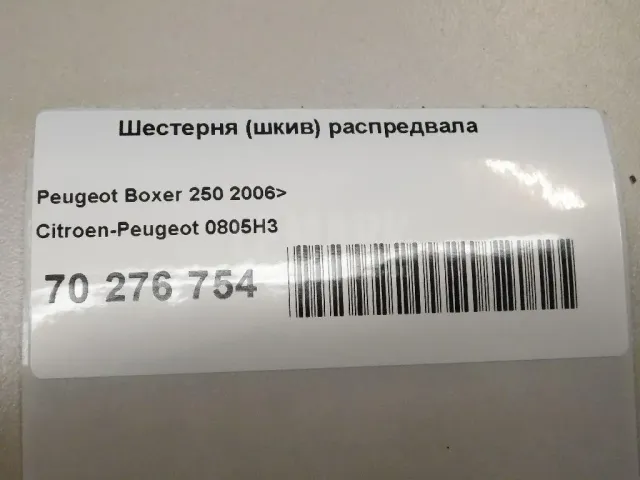 Шестерня (шкив) распредвала
Peugeot Boxer 250 2006>
Citroen-Peugeot 0805H3
70 276 754